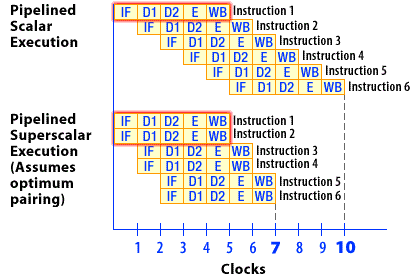 Pipelined
Scalar
Execution
IF D1 D2 E WB Instruction 1
IF D1 D2 E WB Instruction 2
IF D1 D2 E WB Instruction 3
IF D1 D2 E WB Instruction 4
IF D1 D2 E WB Instruction 5
IF D1 D2 E WB Instruction 6
Pipelined
Superscalar
Execution
(Assumes
optimum
pairing)
IF D1 D2 E WB Instruction 1
IF D1 D2 E WB Instruction 2
IF D1 D2 E WB Instruction 3
IF D1 D2 E WB Instruction 4
IF D1 D2 E WB Instruction 5
IF D1 D2 E WB Instruction 6
1 2 3 4 5 6 7 8 9 10
Clocks